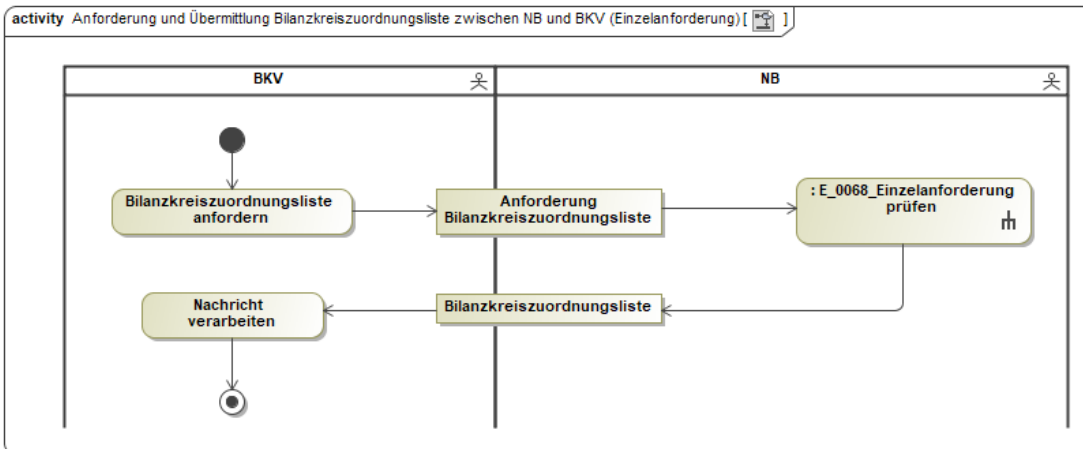 activity Anforderung und Übermittlung Bilanzkreiszuordnungsliste zwischen NB und BKV (Einzelanforderung) [ ]
BKV
NB
Bilanzkreiszuordnungsliste
anfordern
Anforderung
Bilanzkreiszuordnungsliste
: E_0068_Einzelanforderung
prüfen
Nachricht
verarbeiten
Bilanzkreiszuordnungsliste